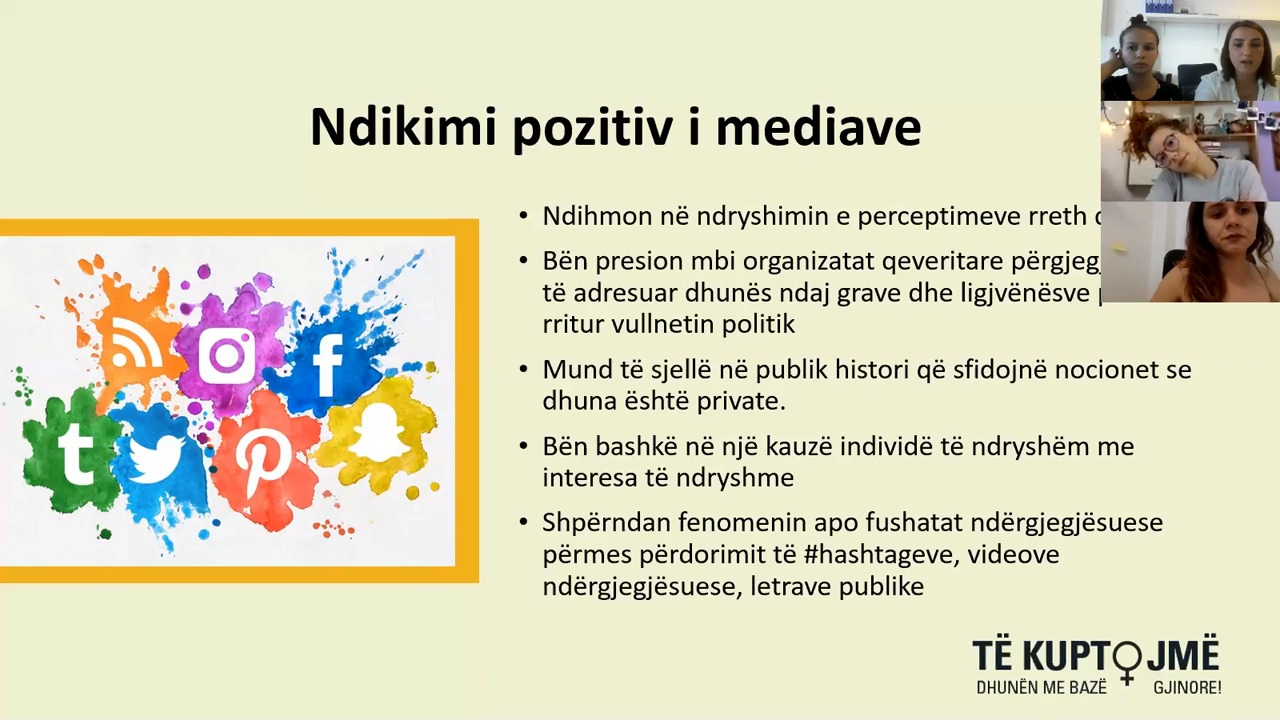 Ndikimi pozitiv i mediave
• Ndihmon në ndryshimin e perceptimeve rreth
• Bën presion mbi organizatat qeveritare
të adresuar dhunës ndaj grave dhe ligjvënësve
rritur vullnetin politik
• Mund të sjellë në publik histori që sfidojnë nocionet se
dhuna është private.
• Bën bashkë në një kauzë individë të ndryshëm me
interesa të ndryshme
• Shpërndan fenomenin apo fushatat ndërgjegjësuese
përmes përdorimit të #hashtageve, videove
ndërgjegjësuese, letrave publike
TË KUPTOJMË
DHUNËN ME BAZË GJINORE!